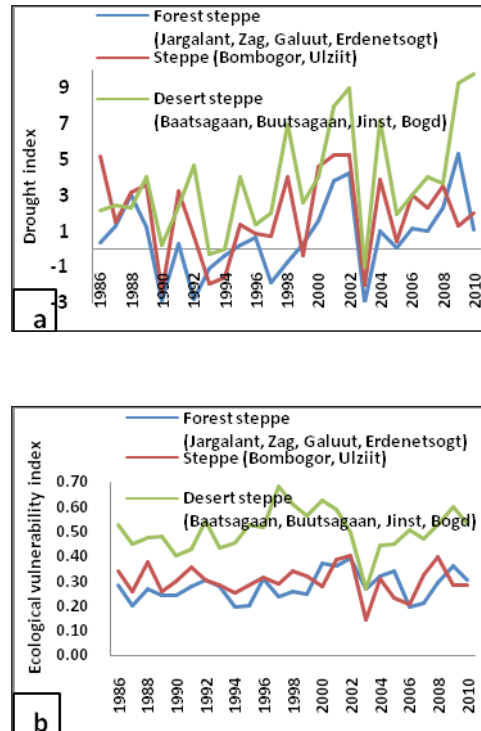 Forest steppe
(Jargalant, Zag, Galuut, Erdenetsogt)
Steppe (Bombogor, Ulziit)
Desert steppe
(Baatsagaan, Buutsagaan, Jinst, Bogd)
Drought index
9
7
5
3
1
-1
-3
1986
1988
1990
1992
1994
1996
1998
2000
2002
2004
2006
2008
2010
a
Forest steppe
(Jargalant, Zag, Galuut, Erdenetsogt)
Steppe (Bombogor, Ulziit)
Desert steppe
(Baatsagaan, Buutsagaan, Jinst, Bogd)
Ecological vulnerability index
0.70
0.60
0.50
0.40
0.30
0.20
0.10
0.00
1986
1988
1990
1992
1994
1996
1998
2000
2002
2004
2006
2008
2010
b